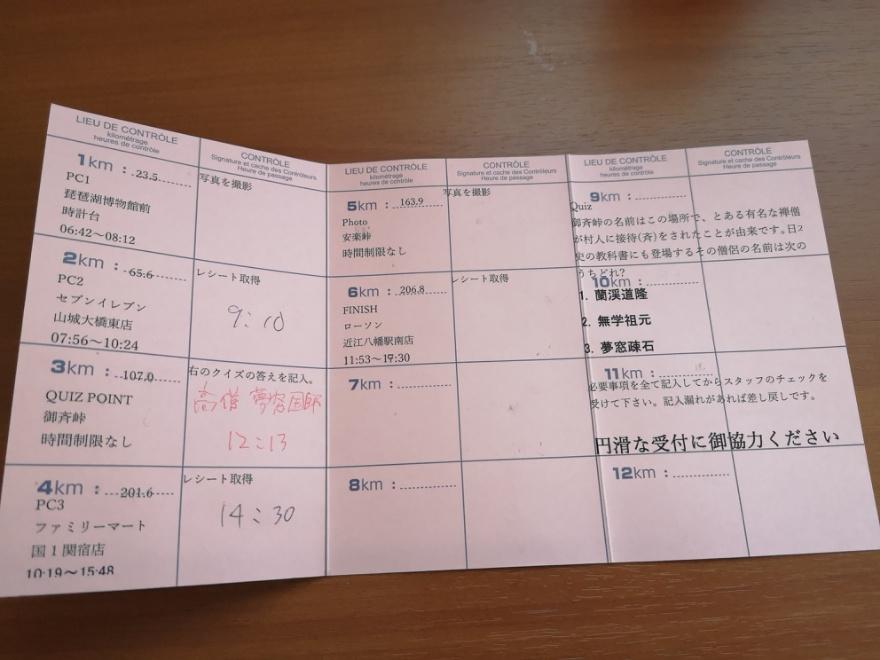 LIEU DE CONTRÔLE
kilométrage
heures de contrôle
CONTRÔLE
Signature et cache des Contrôleurs
Heure de passage
1km : 23.5
PC1
琵琶湖博物館前
時計台
06:42〜08:12
写真を撮影
2km : 65.6
PC2
セブンイレブン
山城大橋東店
07:56〜10:24
レシート取得
9:10
3km : 107.0
QUIZ POINT
御斉峠
時間制限なし
右のクイズの答えを記入。
高僧 夢窓国師
12:13
4km : 201.6
PC3
ファミリーマート
国1関宿店
10:19〜15:48
レシート取得
14:30
LIEU DE CONTRÔLE
kilométrage
heures de contrôle
CONTRÔLE
Signature et cache des Contrôleurs
Heure de passage
5km : 163.9
Photo
安楽峠
時間制限なし
写真を撮影
6km : 206.8
FINISH
ローソン
近江八幡駅南店
11:53〜17:30
レシート取得
7km :
8km :
LIEU DE CONTRÔLE
kilométrage
heures de contrôle
CONTRÔLE
Signature et cache des Contrôleurs
Heure de passage
9km :
Quiz
御斉峠の名前はこの場所で、とある有名な禅僧
が村人に接待(斉)をされたことが由来です。日2
史の教科書にも登場するその僧侶の名前は次の
うちどれ?
10km :
1. 蘭渓道隆
2. 無学祖元
3. 夢窓疎石
11km :
必要事項を全て記入してからスタッフのチェックを
受けて下さい。記入漏れがあれば差し戻しです。
円滑な受付に御協力ください
12km :